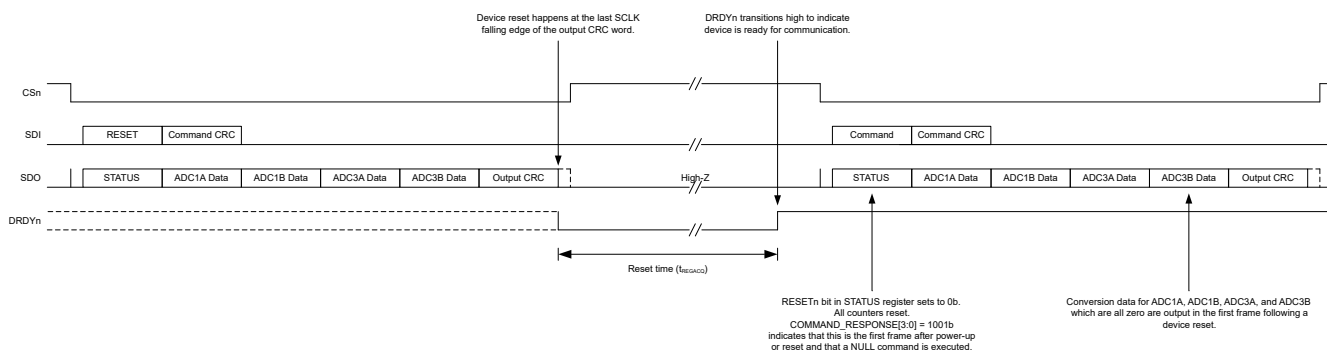 Device reset happens at the last SCLK
falling edge of the output CRC word.
DRDYn transitions high to indicate
device is ready for communication.
CSn
SDI
RESET
Command CRC
Command
Command CRC
SDO
STATUS
ADC1A Data
ADC1B Data
ADC3A Data
ADC3B Data
Output CRC
High-Z
STATUS
ADC1A Data
ADC1B Data
ADC3A Data
ADC3B Data
Output CRC
DRDYn
Reset time (tREGACQ)
RESETn bit in STATUS register sets to 0b.
All counters reset.
COMMAND_RESPONSE[3:0] = 1001b
indicates that this is the first frame after power-up
or reset and that a NULL command is executed.
Conversion data for ADC1A, ADC1B, ADC3A, and ADC3B
which are all zero are output in the first frame following a
device reset.